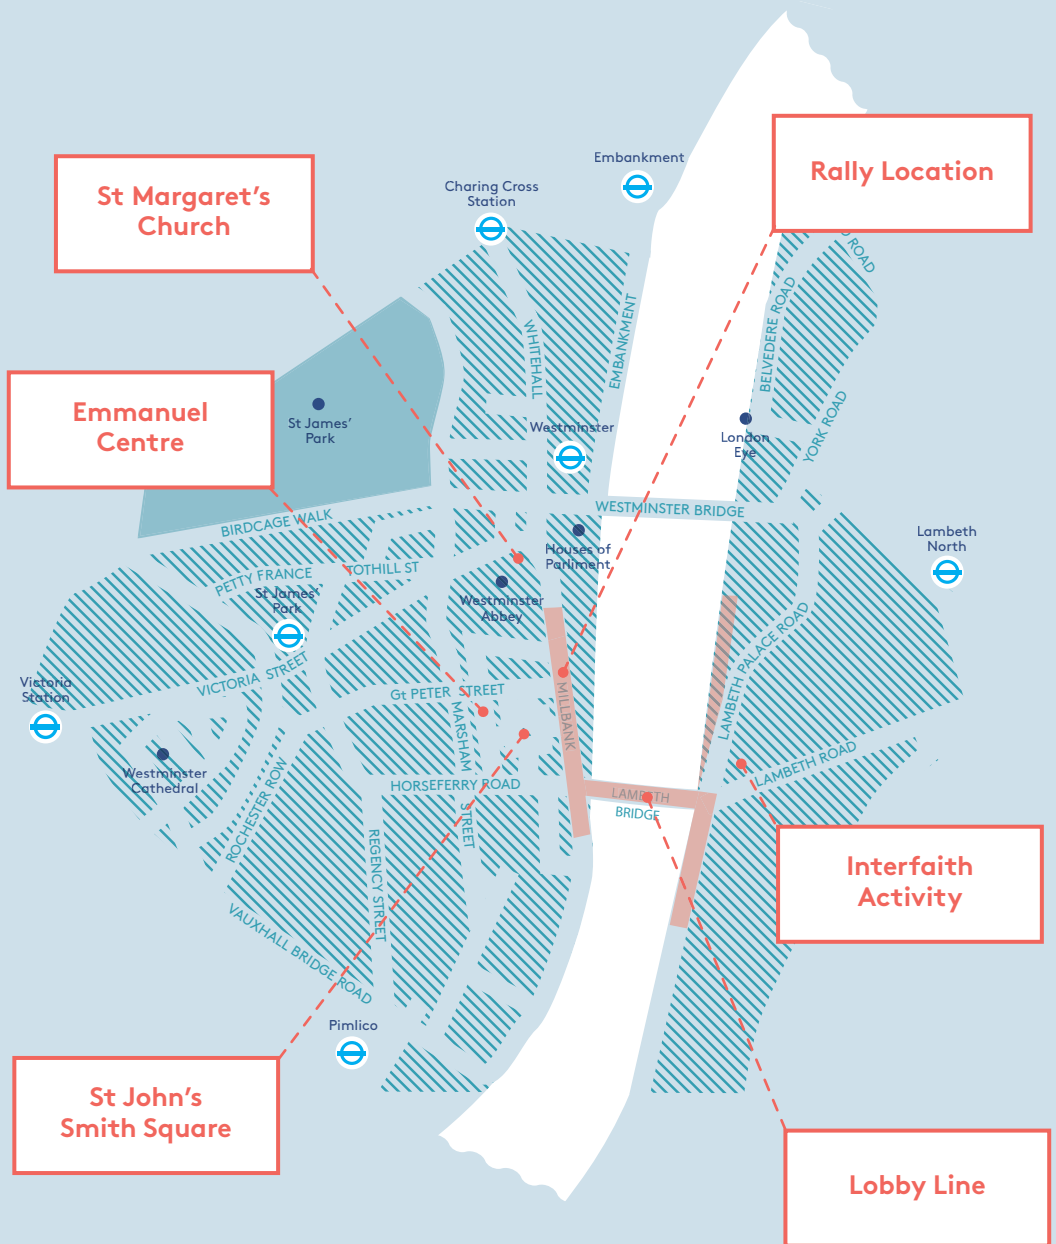 Embankment
Rally Location
Charing Cross
Station
St Margaret's
Church
D ROAD
BELVEDERE ROAD
EMBANKMENT
WHITEHALL
Emmanuel
Centre
St James'
Park
Westminster
London
Eye
YORK ROAD
WESTMINSTER BRIDGE
BIRDCAGE WALK
Houses of
Parliment
Lambeth
North
PETTY FRANCE
TOTHILL ST
St James'
Park
Westminster
Abbey
LAMBETH PALACE ROAD
VICTORIA STREET
Victoria
Station
Gt PETER STREET
MILLBANK
MARSHAM
STREET
Westminster
Cathedral
LAMBETH ROAD
HORSEFERRY ROAD
LAMBETH
BRIDGE
ROCHESTER ROW
REGENCY STREET
Interfaith
Activity
VAUXHALL BRIDGE ROAD
Pimlico
St John's
Smith Square
Lobby Line